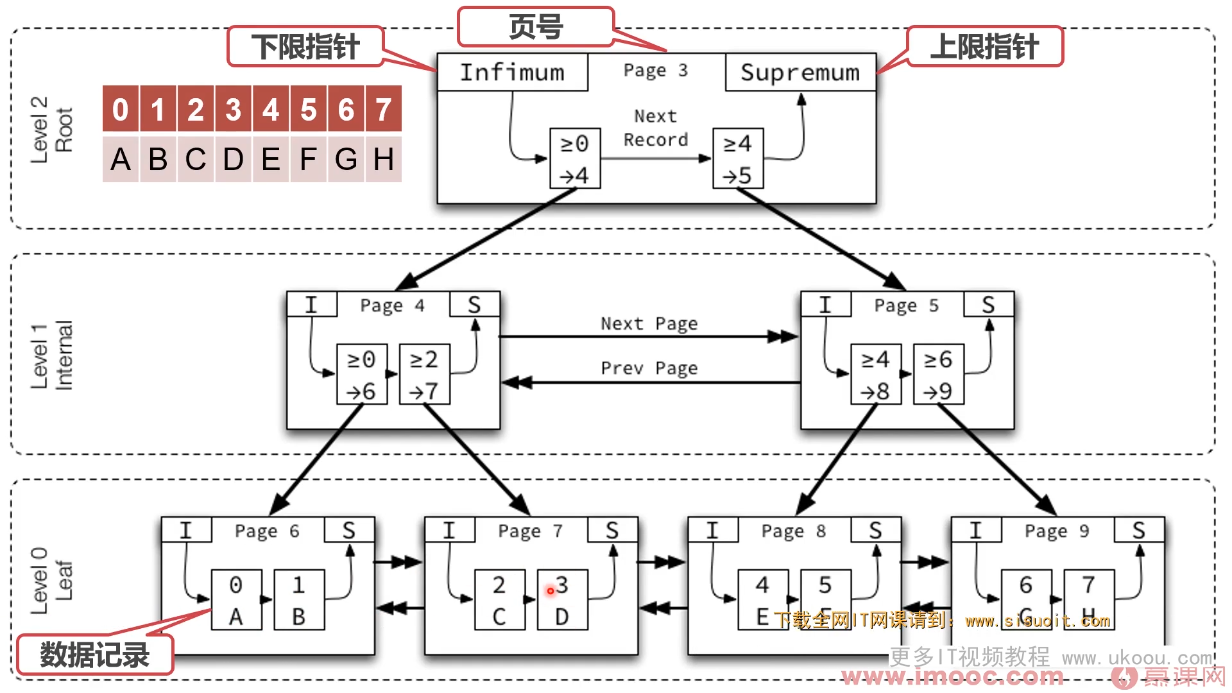 页号
下限指针
上限指针
Infimum
Page 3
Supremum
Level 2
Root
0 1 2 3 4 5 6 7
A B C D E F G H
Next
Record
≥0
→4
≥4
→5
Level 1
Internal
I Page 4 S
≥0 ≥2
→6 →7
Next Page
Prev Page
I Page 5 S
≥4 ≥6
→8 →9
Level 0
Leaf
I Page 6 S
0 1
A B
I Page 7 S
2 3
C D
I Page 8 S
4 5
E F
I Page 9 S
6 7
G H
数据记录
下载全网IT网课请到：www.sisuoit.com
更多IT视频教程 www.ukoou.com
www.imooc.com 慕课网